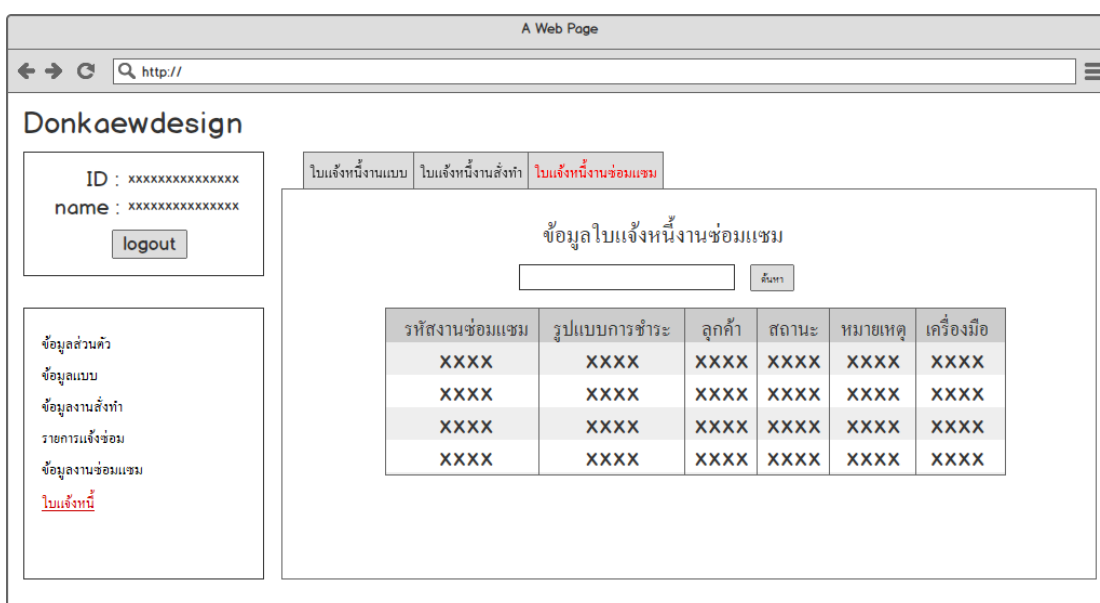 A Web Page
http://
Donkaewdesign
ID : xxxxxxxxxxxxxxx
name : xxxxxxxxxxxxxxx
logout
ข้อมูลส่วนตัว
ข้อมูลแบบ
ข้อมูลงานสั่งทำ
รายการแจ้งซ่อม
ข้อมูลงานซ่อมแซม
ใบแจ้งหนี้
ใบแจ้งหนี้งานแบบ ใบแจ้งหนี้งานสั่งทำ ใบแจ้งหนี้งานซ่อมแซม
ข้อมูลใบแจ้งหนี้งานซ่อมแซม
ค้นหา
รหัสงานซ่อมแซม รูปแบบการชำระ ลูกค้า สถานะ หมายเหตุ เครื่องมือ
XXXX XXXX XXXX XXXX XXXX XXXX
XXXX XXXX XXXX XXXX XXXX XXXX
XXXX XXXX XXXX XXXX XXXX XXXX
XXXX XXXX XXXX XXXX XXXX XXXX